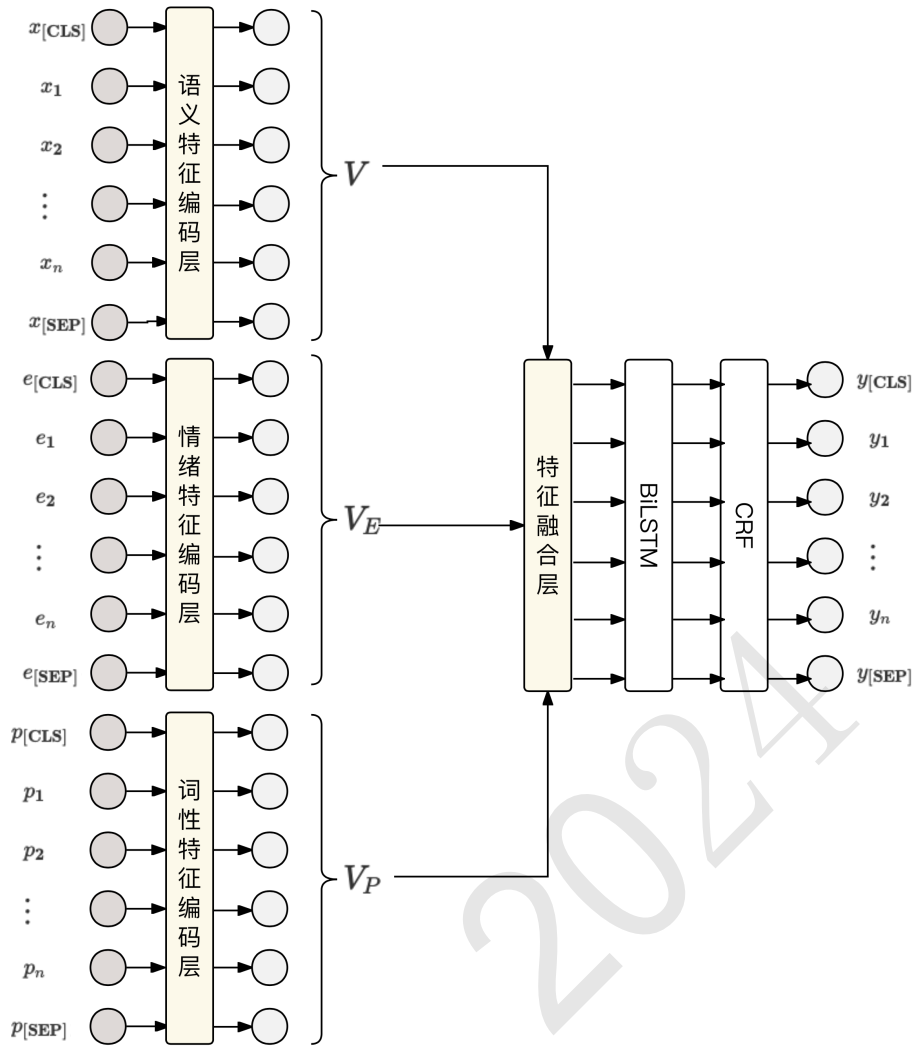 x[CLS]
x1
x2
⋮
xn
x[SEP]
语义特征编码层
V
e[CLS]
e1
e2
⋮
en
e[SEP]
情绪特征编码层
VE
p[CLS]
p1
p2
⋮
pn
p[SEP]
词性特征编码层
VP
特征融合层
BiLSTM
CRF
y[CLS]
y1
y2
⋮
yn
y[SEP]
2024